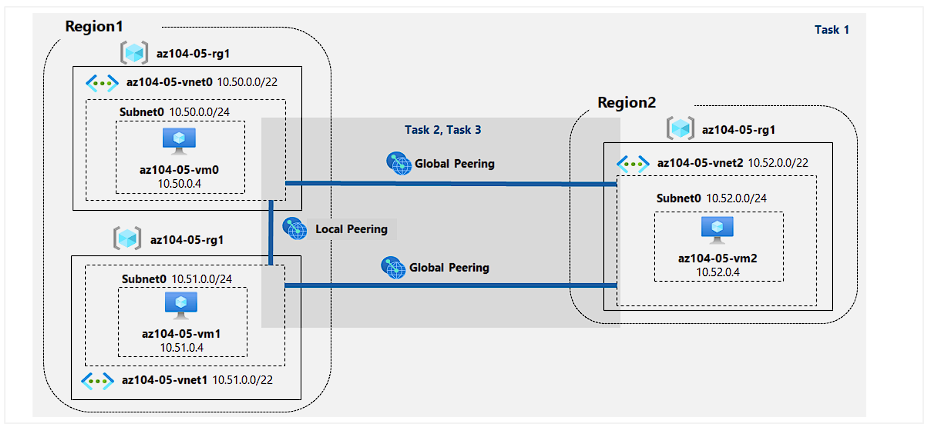 Region1
Task 1
az104-05-rg1
az104-05-vnet0 10.50.0.0/22
Subnet0 10.50.0.0/24
az104-05-vm0
10.50.0.4
Task 2, Task 3
Global Peering
Local Peering
Global Peering
Region2
az104-05-rg1
az104-05-vnet2 10.52.0.0/22
Subnet0 10.52.0.0/24
az104-05-vm2
10.52.0.4
az104-05-rg1
Subnet0 10.51.0.0/24
az104-05-vm1
10.51.0.4
az104-05-vnet1 10.51.0.0/22